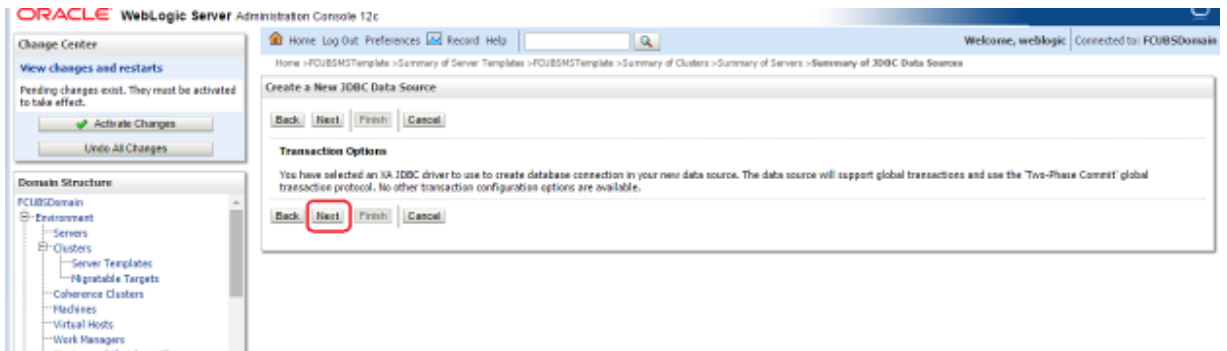 ORACLE WebLogic Server Administration Console 12c
Change Center
View changes and restarts
Pending changes exist. They must be activated
to take effect.
Activate Changes
Undo All Changes
Domain Structure
FCUBSDomain
Environment
Servers
Clusters
Server Templates
Migratable Targets
Coherence Clusters
Machines
Virtual Hosts
Work Managers
Home Log Out Preferences Record Help
Welcome, weblogic Connected to: FCUBSDomain
Home >FCUBSMSTemplate >Summary of Server Templates >FCUBSMSTemplate >Summary of Clusters >Summary of Servers >Summary of JDBC Data Sources
Create a New JDBC Data Source
Back Next Finish Cancel
Transaction Options
You have selected an XA JDBC driver to use to create database connection in your new data source. The data source will support global transactions and use the 'Two-Phase Commit' global
transaction protocol. No other transaction configuration options are available.
Back Next Finish Cancel